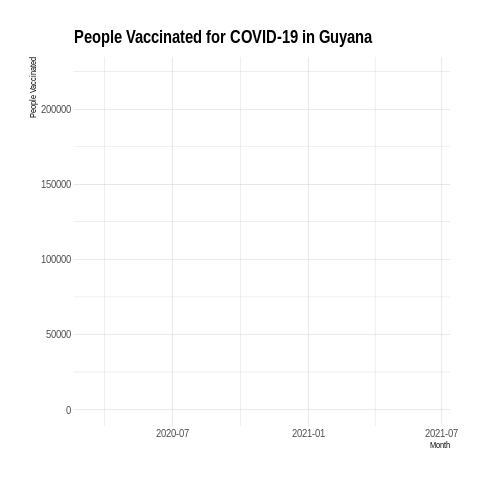 People Vaccinated for COVID-19 in Guyana
People Vaccinated
200000
150000
100000
50000
0
2020-07 2021-01 2021-07
Month